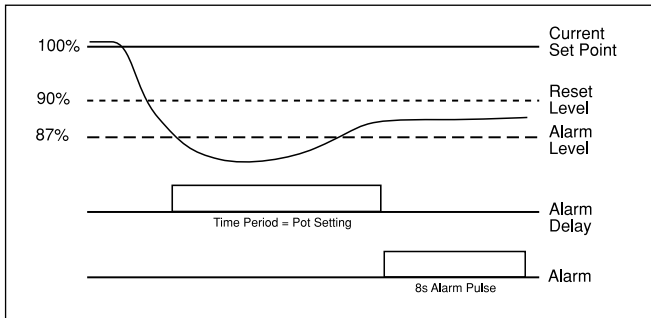 100%
Current
Set Point
90%
Reset
Level
87%
Alarm
Level
Time Period = Pot Setting
Alarm
Delay
8s Alarm Pulse
Alarm